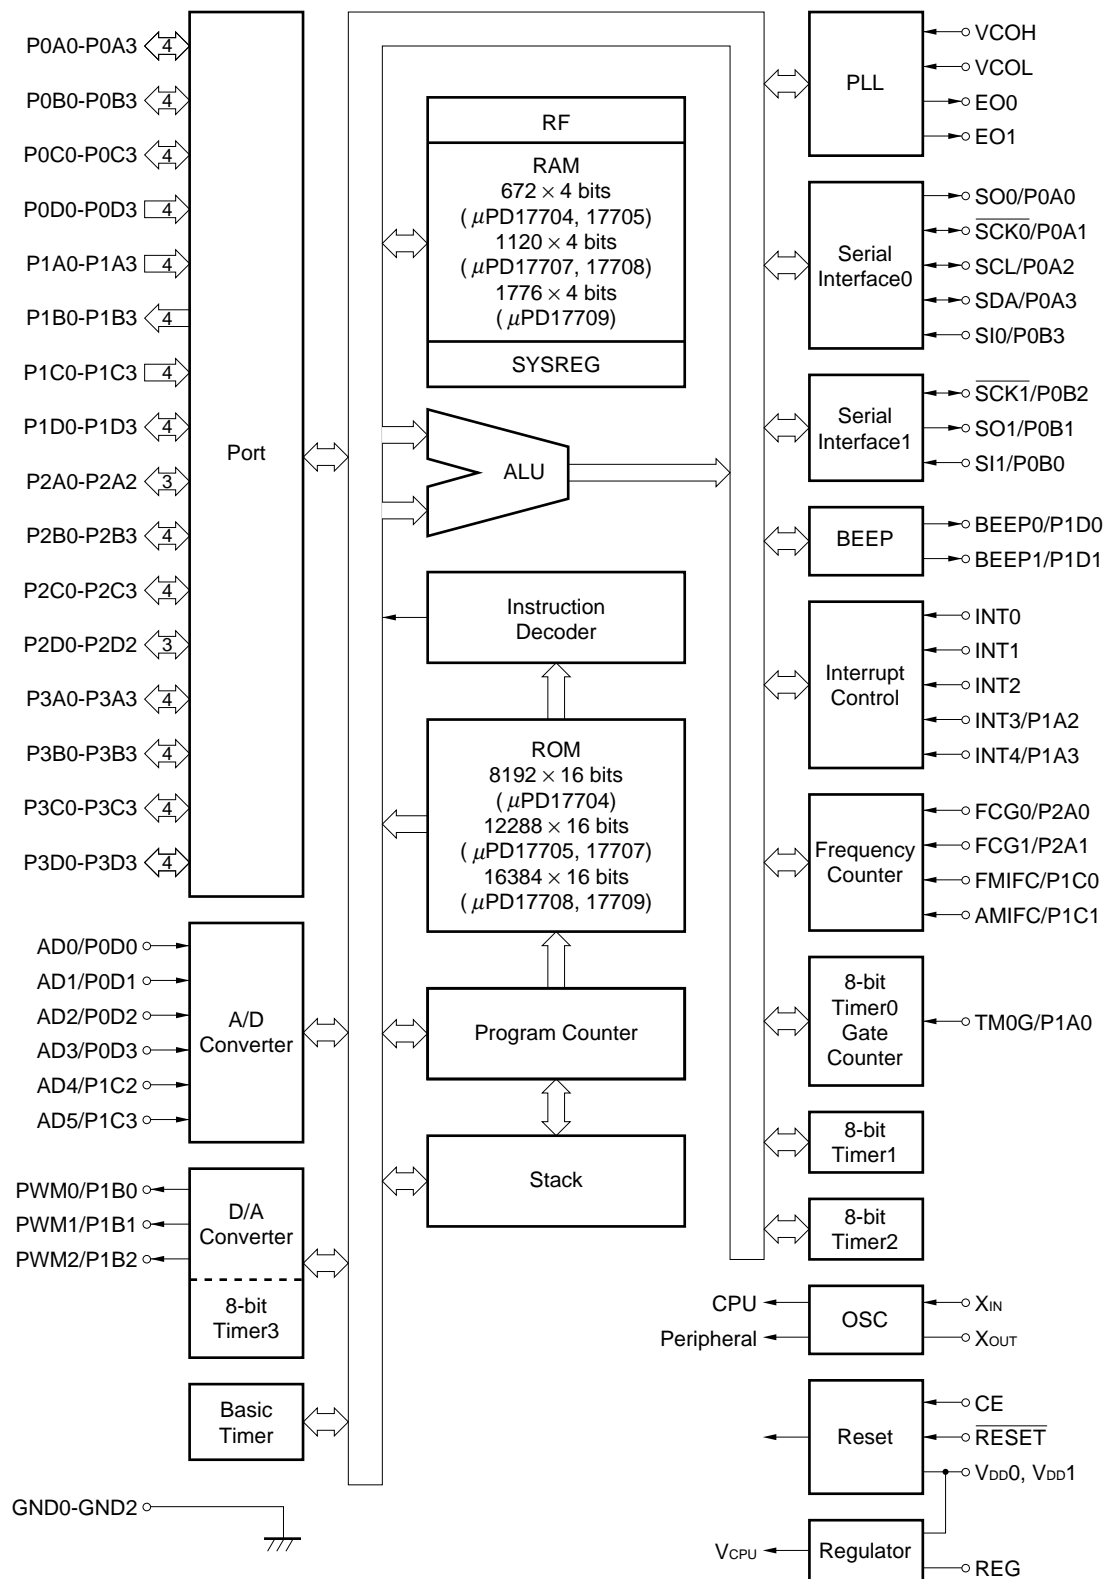 P0A0-P0A3
4
P0B0-P0B3
4
P0C0-P0C3
4
P0D0-P0D3
4
P1A0-P1A3
4
P1B0-P1B3
4
P1C0-P1C3
4
P1D0-P1D3
4
P2A0-P2A2
3
P2B0-P2B3
4
P2C0-P2C3
4
P2D0-P2D2
3
P3A0-P3A3
4
P3B0-P3B3
4
P3C0-P3C3
4
P3D0-P3D3
4
Port
AD0/P0D0
AD1/P0D1
AD2/P0D2
AD3/P0D3
AD4/P1C2
AD5/P1C3
A/D
Converter
PWM0/P1B0
PWM1/P1B1
PWM2/P1B2
D/A
Converter
8-bit
Timer3
Basic
Timer
GND0-GND2
RF
RAM
672 × 4 bits
( μPD17704, 17705)
1120 × 4 bits
( μPD17707, 17708)
1776 × 4 bits
( μPD17709)
SYSREG
ALU
Instruction
Decoder
ROM
8192 × 16 bits
( μPD17704)
12288 × 16 bits
( μPD17705, 17707)
16384 × 16 bits
( μPD17708, 17709)
Program Counter
Stack
PLL
VCOH
VCOL
EO0
EO1
Serial
Interface0
SO0/P0A0
S̅C̅K̅0̅/P0A1
SCL/P0A2
SDA/P0A3
SI0/P0B3
Serial
Interface1
S̅C̅K̅1̅/P0B2
SO1/P0B1
SI1/P0B0
BEEP
BEEP0/P1D0
BEEP1/P1D1
Interrupt
Control
INT0
INT1
INT2
INT3/P1A2
INT4/P1A3
Frequency
Counter
FCG0/P2A0
FCG1/P2A1
FMIFC/P1C0
AMIFC/P1C1
8-bit
Timer0
Gate
Counter
TM0G/P1A0
8-bit
Timer1
8-bit
Timer2
CPU
Peripheral
OSC
XIN
XOUT
Reset
CE
R̅E̅S̅E̅T̅
VDD0, VDD1
VCPU
Regulator
REG